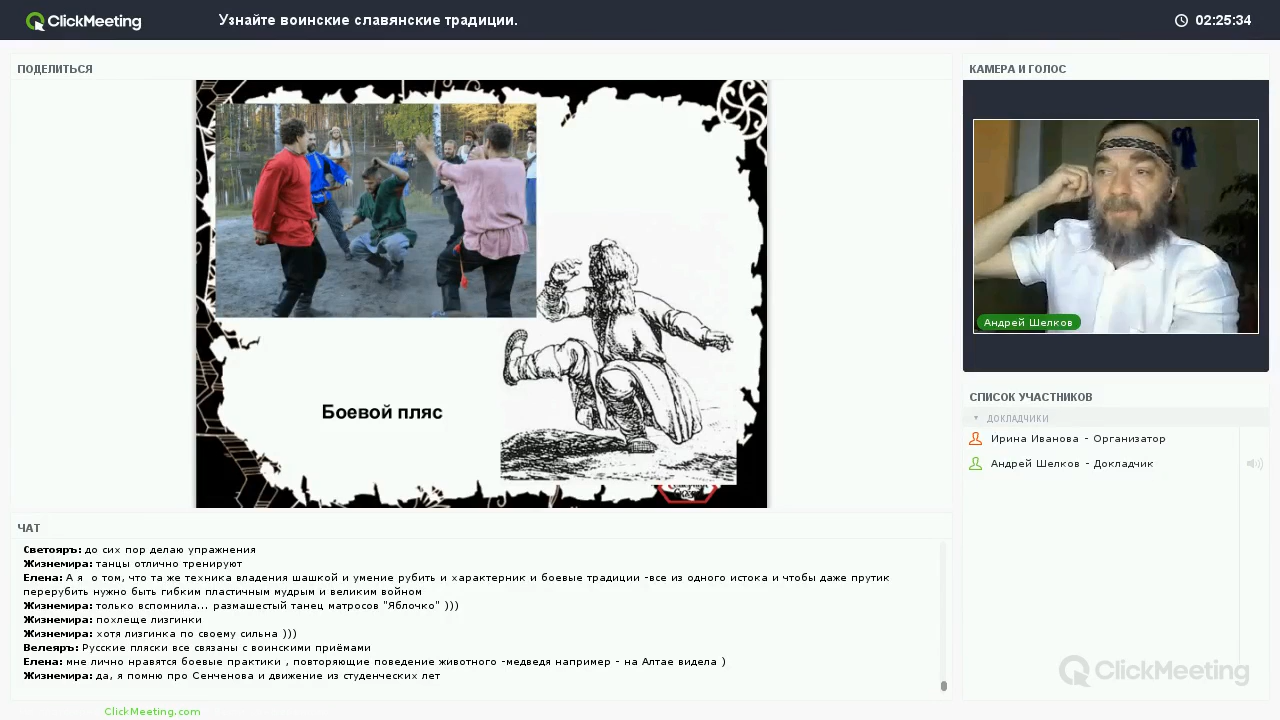 ClickMeeting
Узнайте воинские славянские традиции.
02:25:34
ПОДЕЛИТЬСЯ
Боевой пляс
КАМЕРА И ГОЛОС
Андрей Шелков
СПИСОК УЧАСТНИКОВ
ДОКЛАДЧИКИ
Ирина Иванова - Организатор
Андрей Шелков - Докладчик
ЧАТ
Светояръ: до сих пор делаю упражнения
Жизнемира: танцы отлично тренируют
Елена: А я о том, что та же техника владения шашкой и умение рубить и характерник и боевые традиции -все из одного истока и чтобы даже прутик
перерубить нужно быть гибким пластичным мудрым и великим войном
Жизнемира: только вспомнила... размашестый танец матросов "Яблочко" )))
Жизнемира: похлеще лизгинки
Жизнемира: хотя лизгинка по своему сильна )))
Велеяръ: Русские пляски все связаны с воинскими приёмами
Елена: мне лично нравятся боевые практики , повторяющие поведение животного -медведя например - на Алтае видела )
Жизнемира: да, я помню про Сенченова и движение из студенческих лет
ClickMeeting
ClickMeeting.com